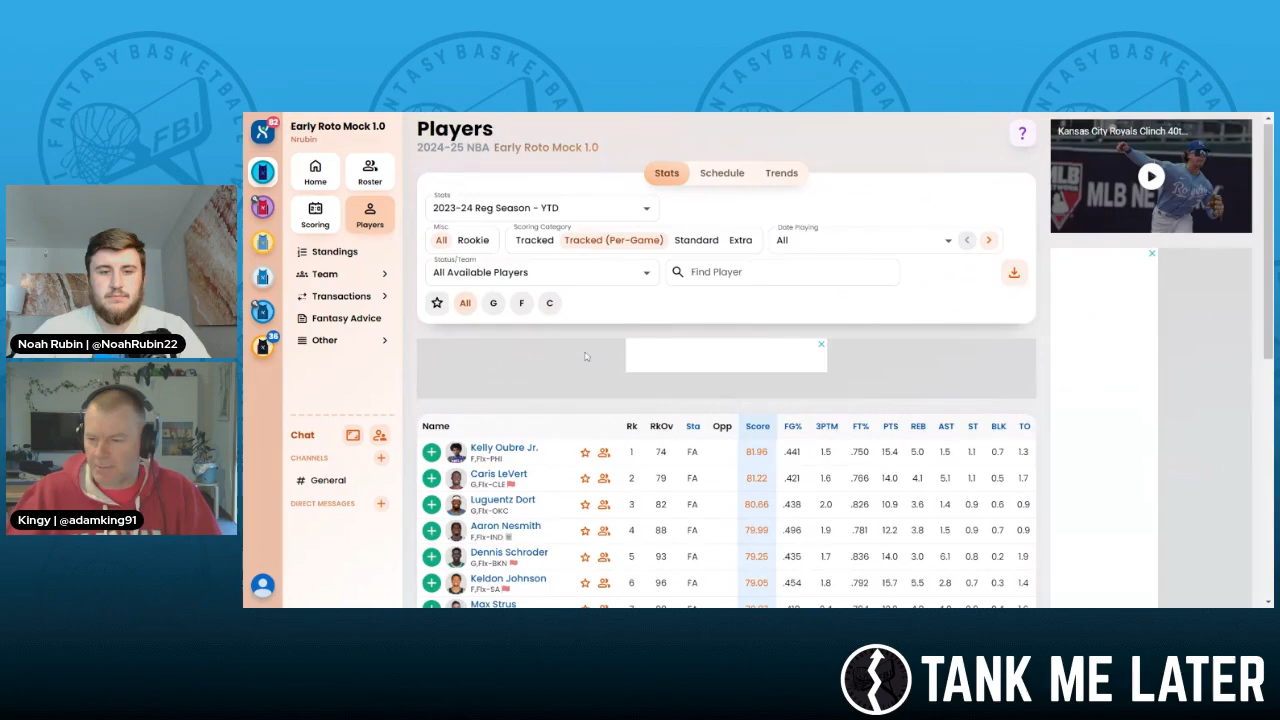 FANTASY BASKETBALL
FBI
82
Early Roto Mock 1.0
Nrubin
Home
Roster
Scoring
Players
Standings
Team
Transactions
Fantasy Advice
Other
36
Chat
CHANNELS
# General
DIRECT MESSAGES
Players
2024-25 NBA Early Roto Mock 1.0
?
Stats Schedule Trends
Stats
2023-24 Reg Season - YTD
Misc
All Rookie
Scoring Category
Tracked Tracked (Per-Game) Standard Extra
Date Playing
All
Status/Team
All Available Players
Find Player
All G F C
Name Rk RkOv Sta Opp Score FG% 3PTM FT% PTS REB AST ST BLK TO
Kelly Oubre Jr. 1 74 FA 81.96 .441 1.5 .750 15.4 5.0 1.5 1.1 0.7 1.3
F,Flx-PHI
Caris LeVert 2 79 FA 81.22 .421 1.6 .766 14.0 4.1 5.1 1.1 0.5 1.7
G,Flx-CLE
Luguentz Dort 3 82 FA 80.66 .438 2.0 .826 10.9 3.6 1.4 0.9 0.6 0.9
G,Flx-OKC
Aaron Nesmith 4 88 FA 79.99 .496 1.9 .781 12.2 3.8 1.5 0.9 0.7 0.9
F,Flx-IND
Dennis Schroder 5 93 FA 79.25 .435 1.7 .836 14.0 3.0 6.1 0.8 0.2 1.9
G,Flx-BKN
Keldon Johnson 6 96 FA 79.05 .454 1.8 .792 15.7 5.5 2.8 0.7 0.3 1.4
F,Flx-SA
Max Strus
Kansas City Royals Clinch 40t...
MLB NE
Noah Rubin | @NoahRubin22
Kingy | @adamking91
TANK ME LATER